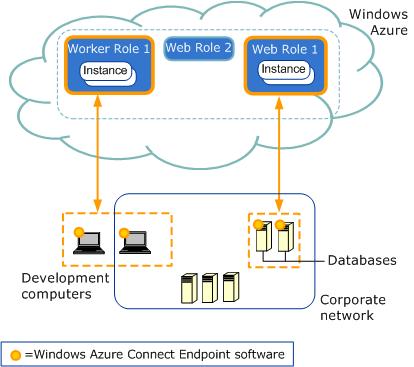 Windows
Azure
Worker Role 1
Instance
Web Role 2
Web Role 1
Instance
Development
computers
Databases
Corporate
network
=Windows Azure Connect Endpoint software